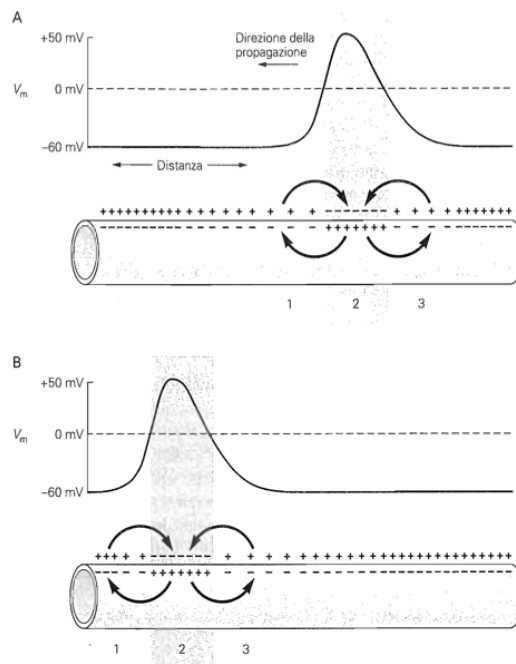 A
+50 mV
Direzione della
propagazione
Vm
0 mV
−60 mV
Distanza
+++++++++++++++ + + + + + + ------- + + + + +++++++
--------------- - - - - - - +++++++ - - - - -------
1 2 3
B
+50 mV
Vm
0 mV
−60 mV
+++ + + -------- + + + + + + + + + +++++++++++++++
--- - - +++++++ - - - - - - - - - ---------------
1 2 3